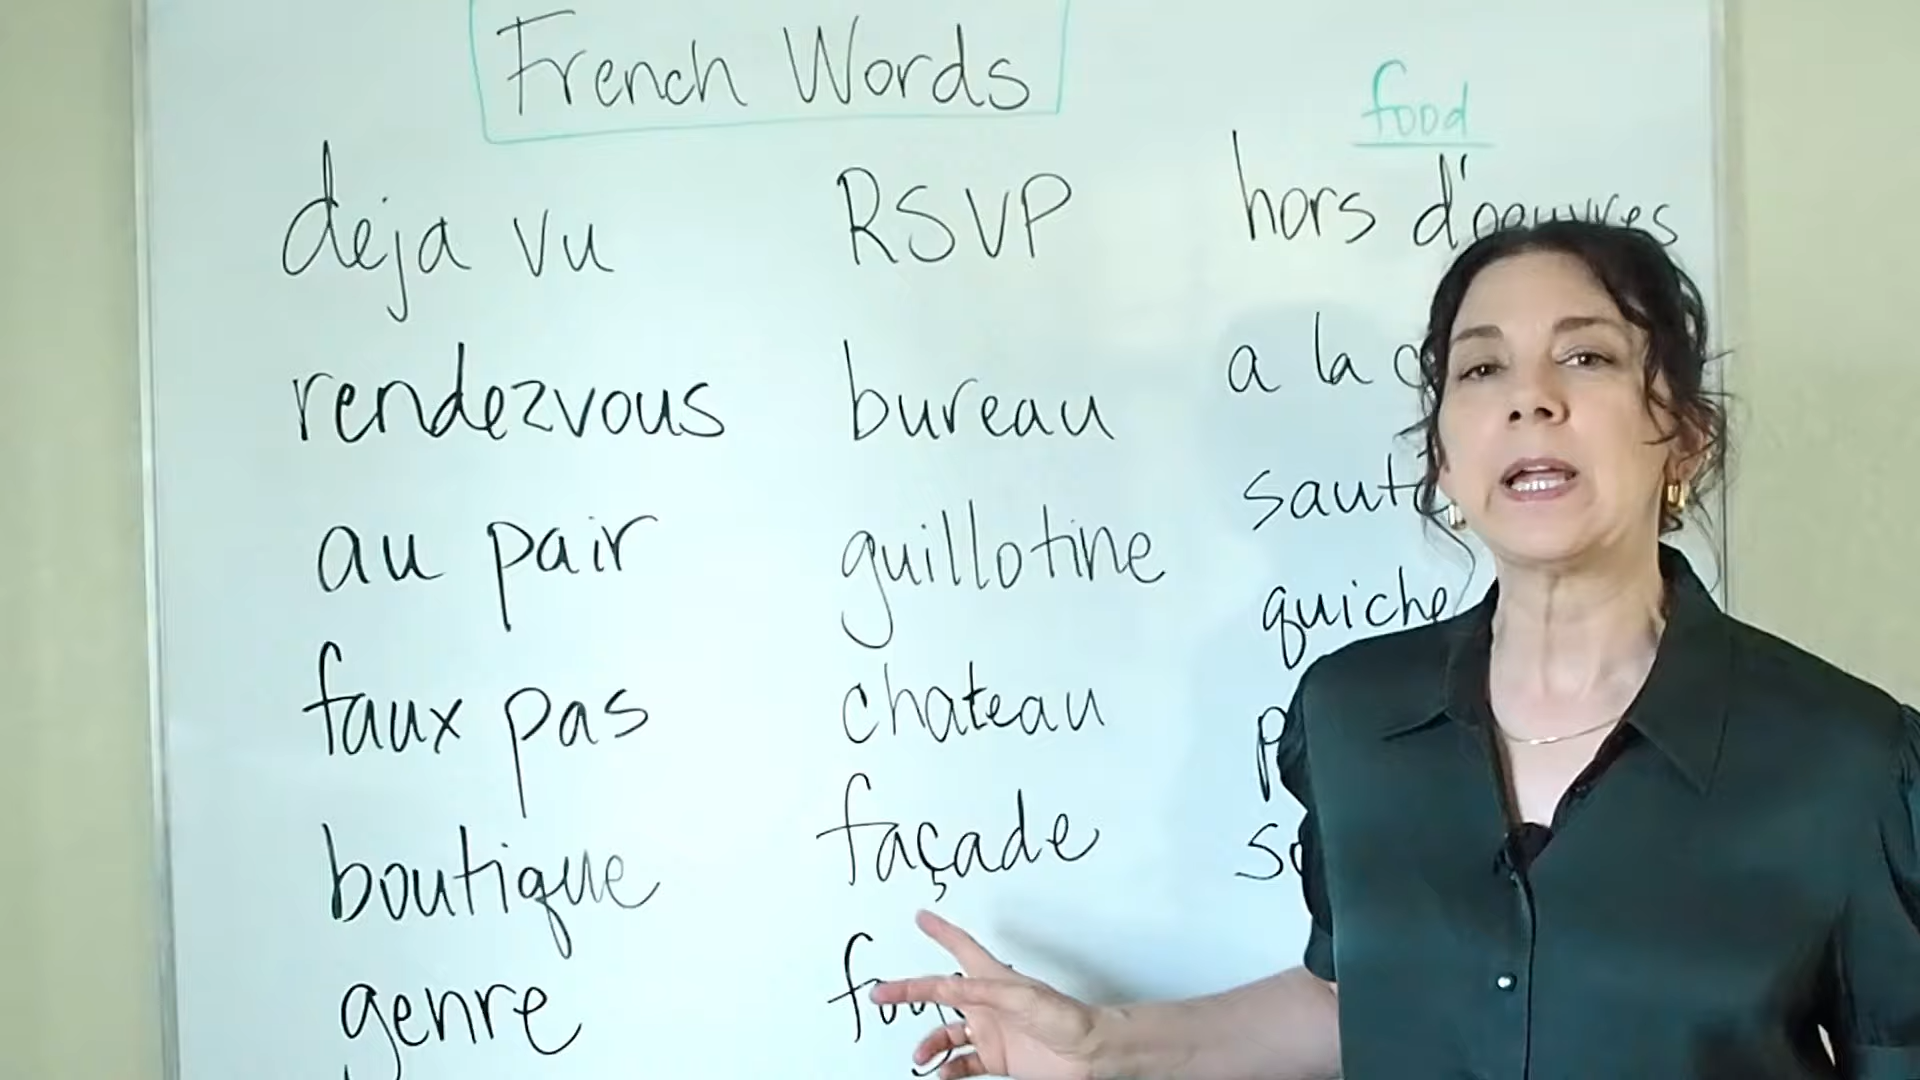 French Words
deja vu
rendezvous
au pair
faux pas
boutique
genre
RSVP
bureau
guillotine
chateau
façade
food
hors d'oeuvres
a la
quiche